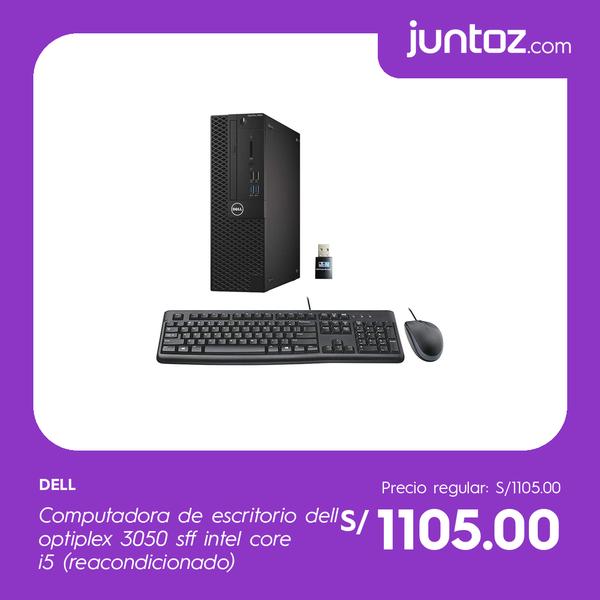 juntoz.com
DELL
DELL
Precio regular: S/1105.00
Computadora de escritorio dell
optiplex 3050 sff intel core
i5 (reacondicionado)
S/ 1105.00